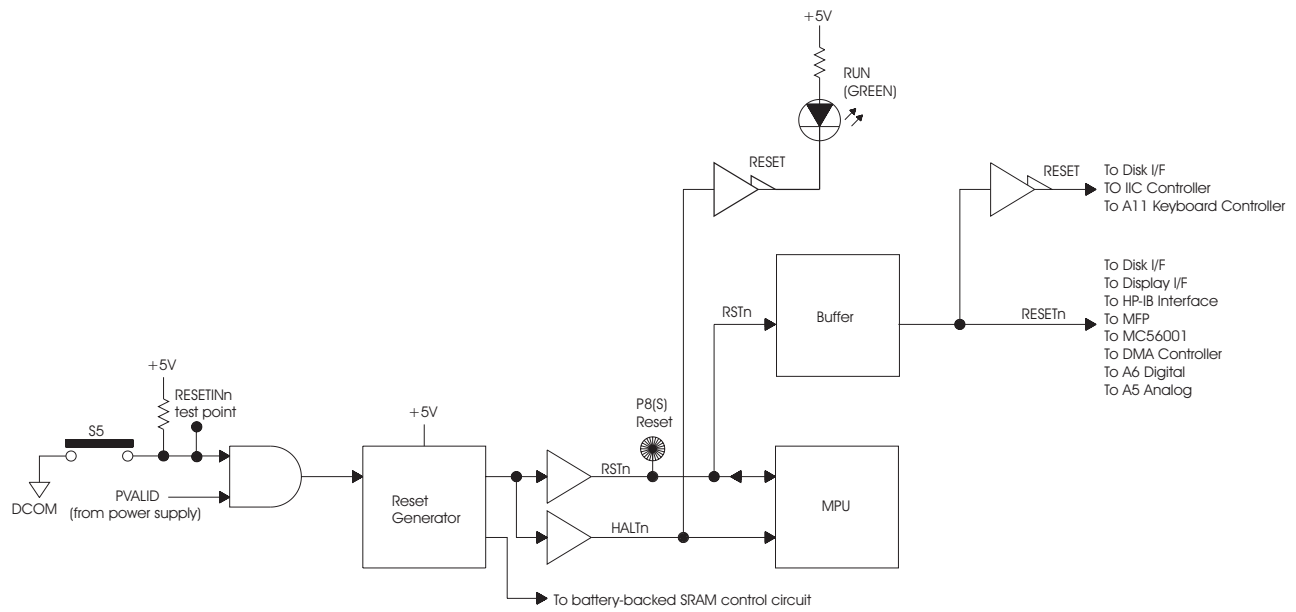 +5V
RUN
(GREEN)
RESET
RESET
To Disk I/F
TO IIC Controller
To A11 Keyboard Controller
RSTn
Buffer
RESETn
To Disk I/F
To Display I/F
To HP-IB Interface
To MFP
To MC56001
To DMA Controller
To A6 Digital
To A5 Analog
+5V
RESETINn
test point
S5
DCOM
PVALID
(from power supply)
+5V
Reset
Generator
P8(S)
Reset
RSTn
HALTn
MPU
To battery-backed SRAM control circuit